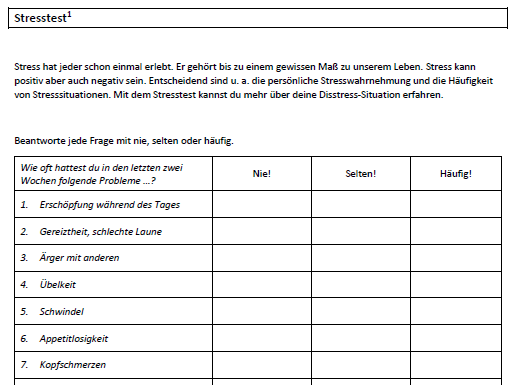 Stresstest¹
Stress hat jeder schon einmal erlebt. Er gehört bis zu einem gewissen Maß zu unserem Leben. Stress kann
positiv aber auch negativ sein. Entscheidend sind u. a. die persönliche Stresswahrnehmung und die Häufigkeit
von Stresssituationen. Mit dem Stresstest kannst du mehr über deine Disstress-Situation erfahren.
Beantworte jede Frage mit nie, selten oder häufig.
Wie oft hattest du in den letzten zwei
Wochen folgende Probleme …?
Nie!
Selten!
Häufig!
1. Erschöpfung während des Tages
2. Gereiztheit, schlechte Laune
3. Ärger mit anderen
4. Übelkeit
5. Schwindel
6. Appetitlosigkeit
7. Kopfschmerzen